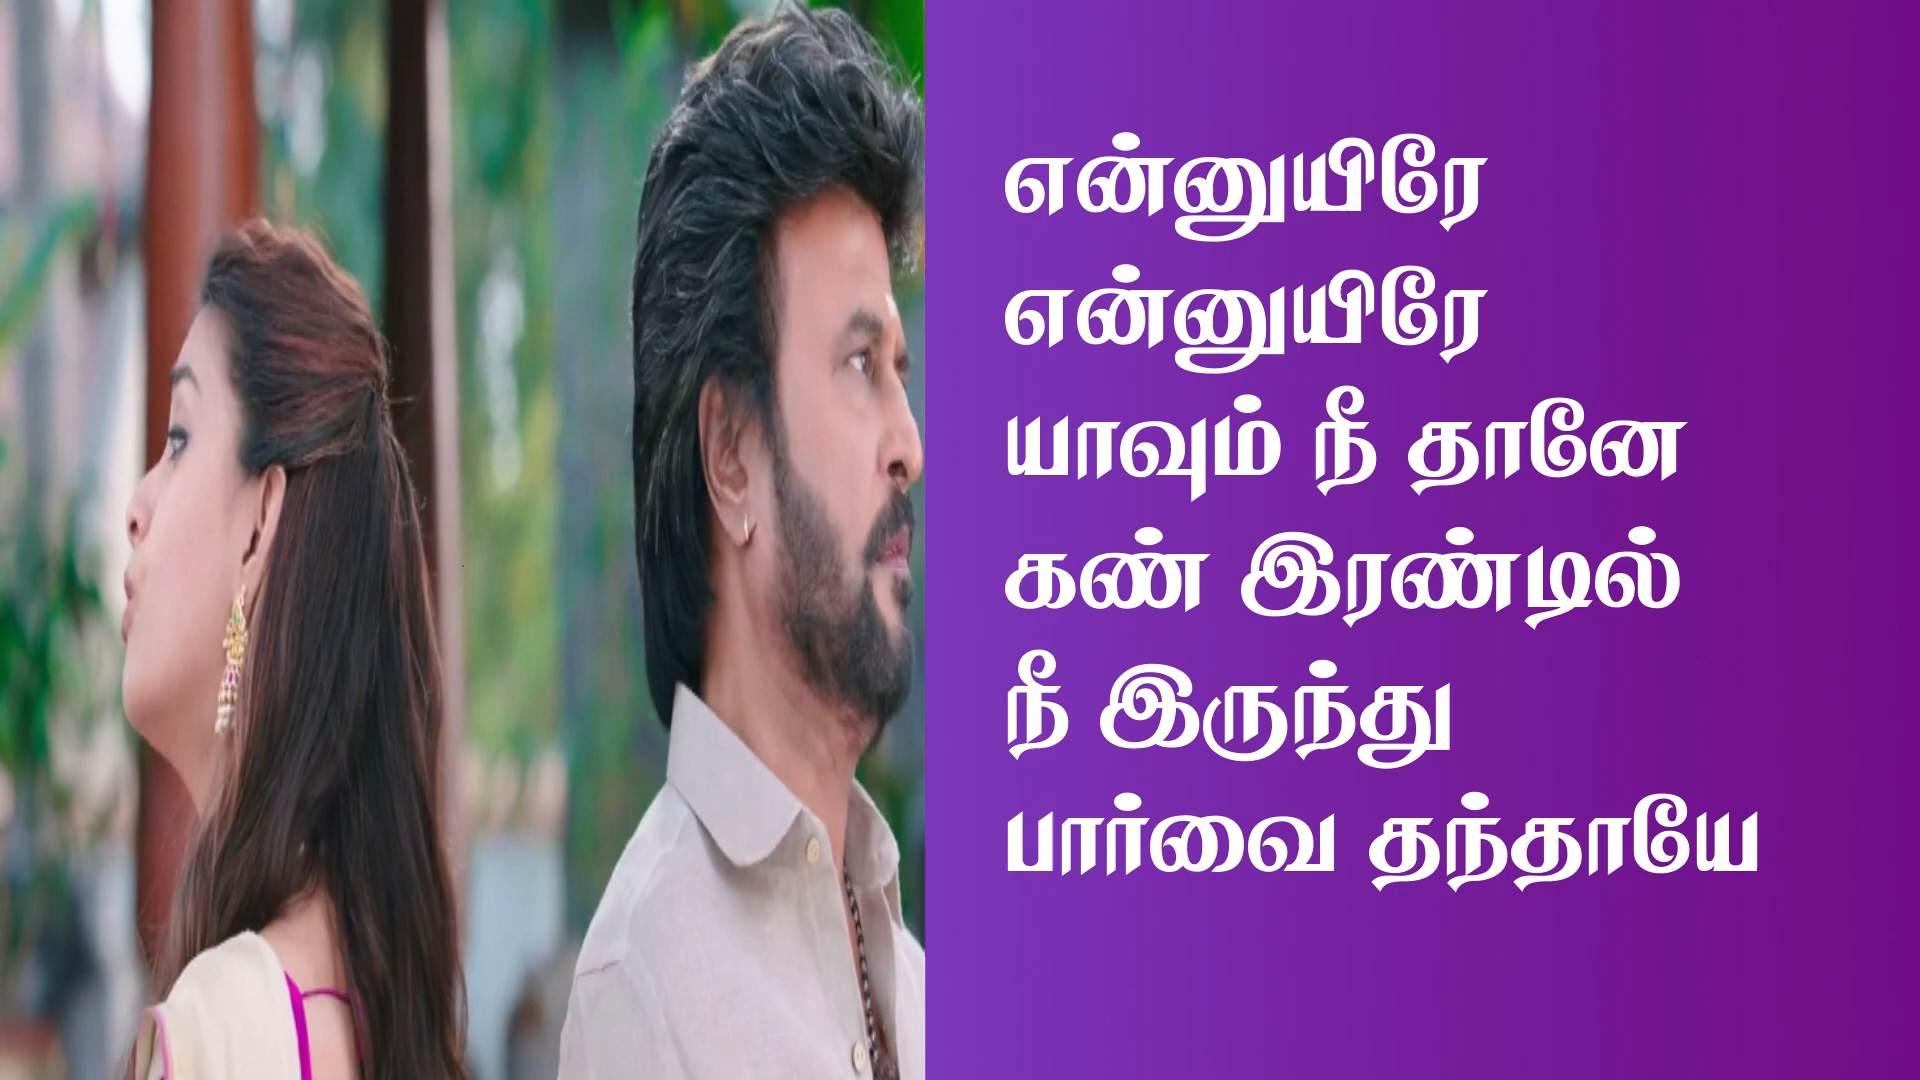 என்னுயிரே
என்னுயிரே
யாவும் நீ தானே
கண் இரண்டில்
நீ இருந்து
பார்வை தந்தாயே